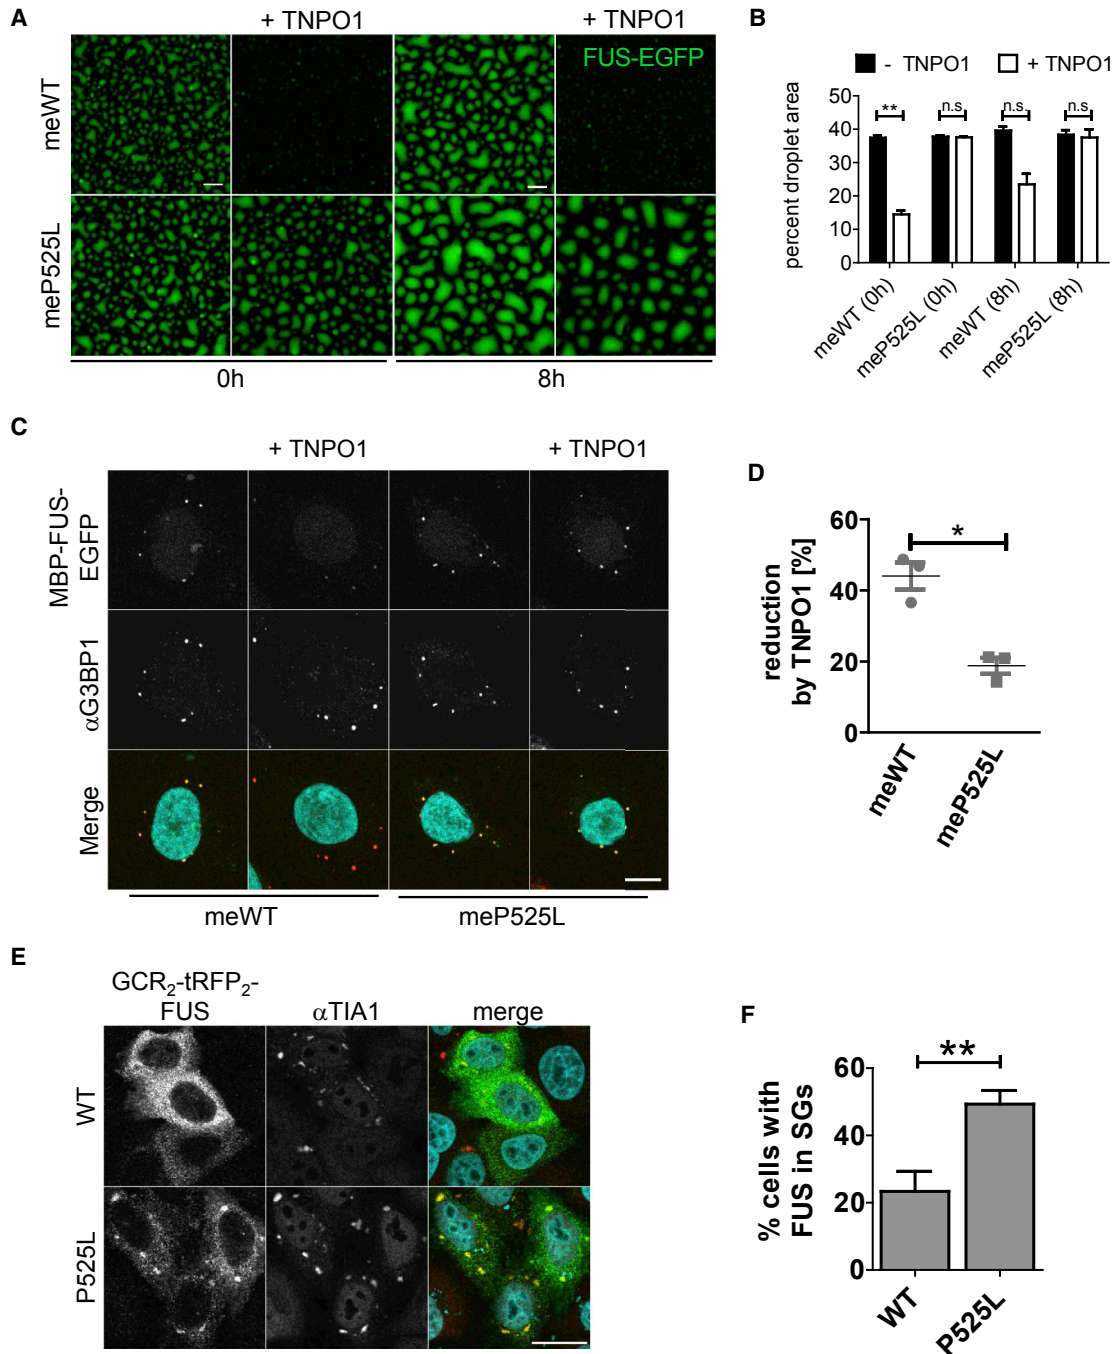 A
+ TNPO1
+ TNPO1
meWT
FUS-EGFP
meP525L
0h
8h
B
- TNPO1
+ TNPO1
percent droplet area
50
40
30
20
10
0
**
n.s
n.s.
n.s
meWT (0h)
meP525L (0h)
meWT (8h)
meP525L (8h)
C
+ TNPO1
+ TNPO1
MBP-FUS-
EGFP
αG3BP1
Merge
meWT
meP525L
D
reduction
by TNPO1 [%]
60
40
20
0
*
meWT
meP525L
E
GCR₂-tRFP₂-
FUS
αTIA1
merge
WT
P525L
F
% cells with
FUS in SGs
60
40
20
0
**
WT
P525L